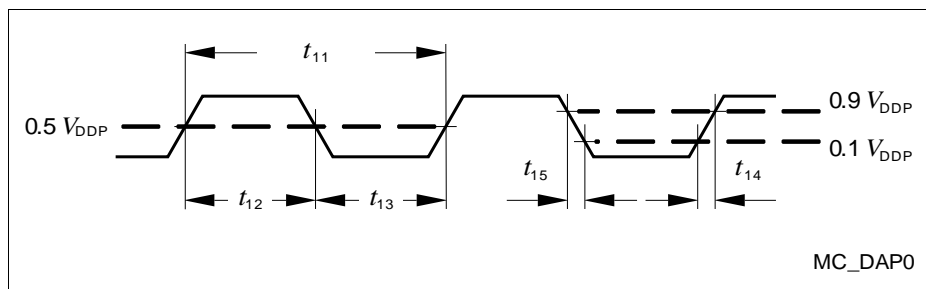 t11
0.9 VDDP
0.5 VDDP
0.1 VDDP
t15
t14
t12
t13
MC_DAP0